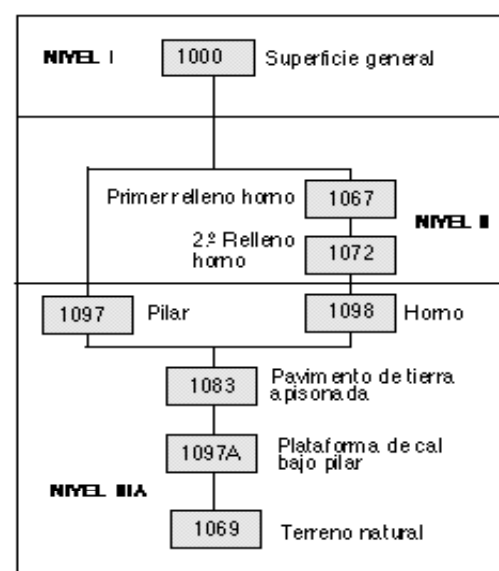 NIVEL I
1000
Superficie general
Primer relleno horno
1067
NIVEL II
2.º Relleno
horno
1072
1097
Pilar
1098
Horno
1083
Pavimento de tierra
apisonada
1097A
Plataforma de cal
bajo pilar
NIVEL IIIA
1069
Terreno natural